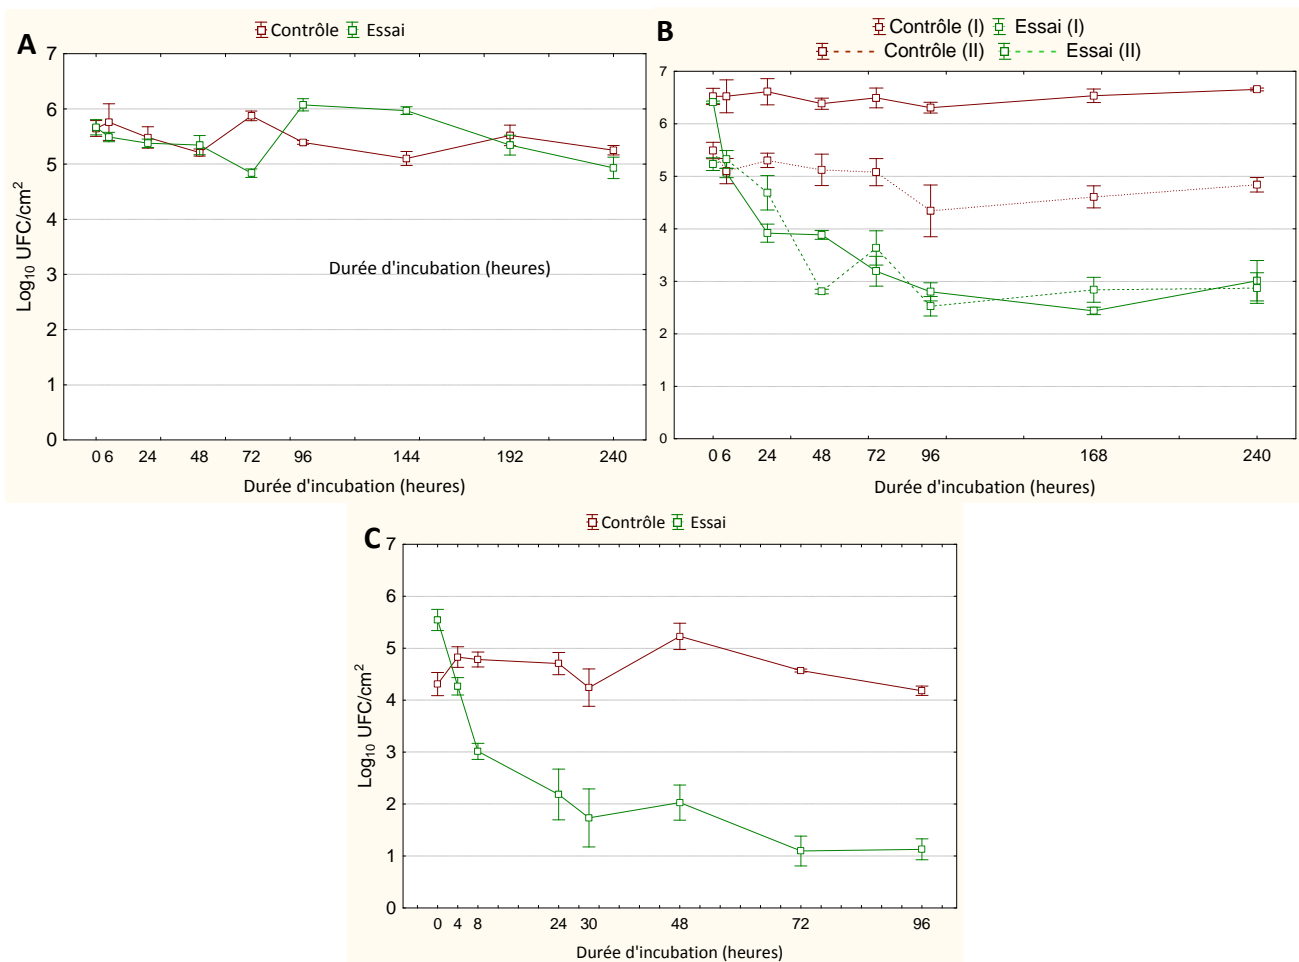 A
Contrôle Essai
7
6
5
4
3
2
1
0
Log₁₀ UFC/cm²
Durée d'incubation (heures)
0 6 24 48 72 96 144 192 240
Durée d'incubation (heures)
B
Contrôle (I) Essai (I)
Contrôle (II) Essai (II)
7
6
5
4
3
2
1
0
0 6 24 48 72 96 168 240
Durée d'incubation (heures)
C
Contrôle Essai
7
6
5
4
3
2
1
0
Log₁₀ UFC/cm²
0 4 8 24 30 48 72 96
Durée d'incubation (heures)